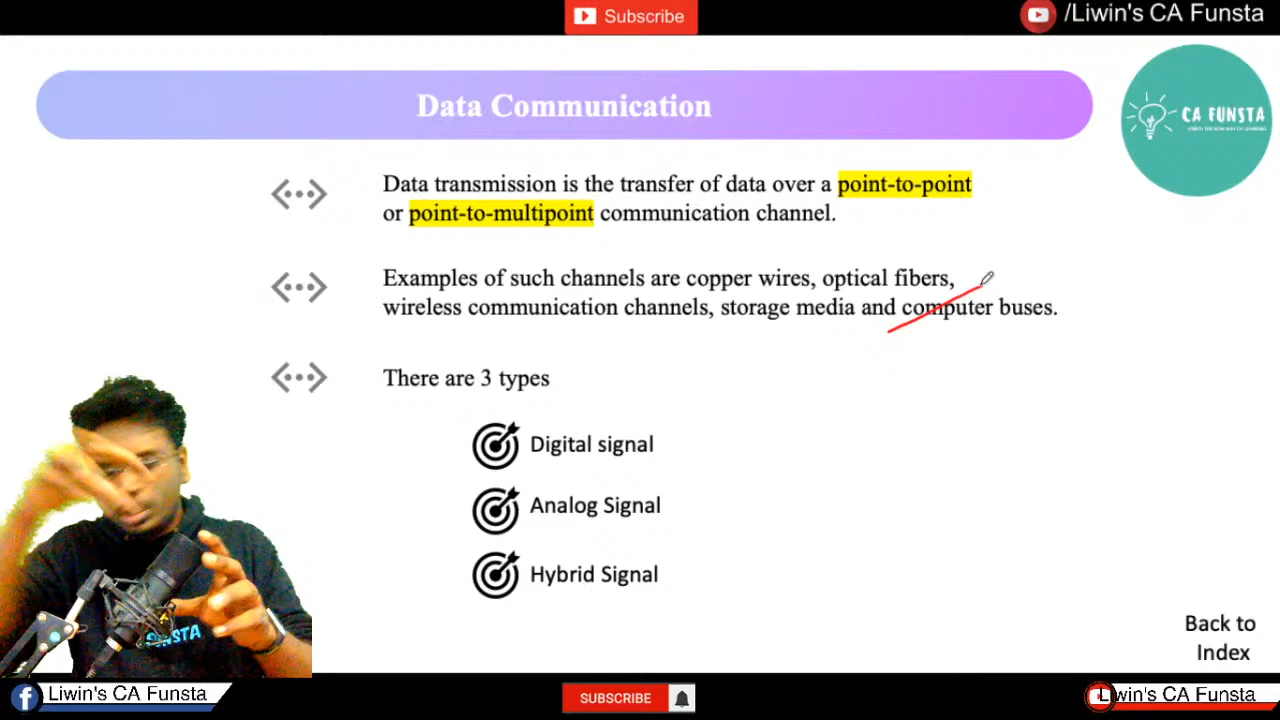 Subscribe
/Liwin's CA Funsta
Data Communication
CA FUNSTA
Data transmission is the transfer of data over a point-to-point
or point-to-multipoint communication channel.
Examples of such channels are copper wires, optical fibers,
wireless communication channels, storage media and computer buses.
There are 3 types
Digital signal
Analog Signal
Hybrid Signal
Back to
Index
Liwin's CA Funsta
SUBSCRIBE
Liwin's CA Funsta